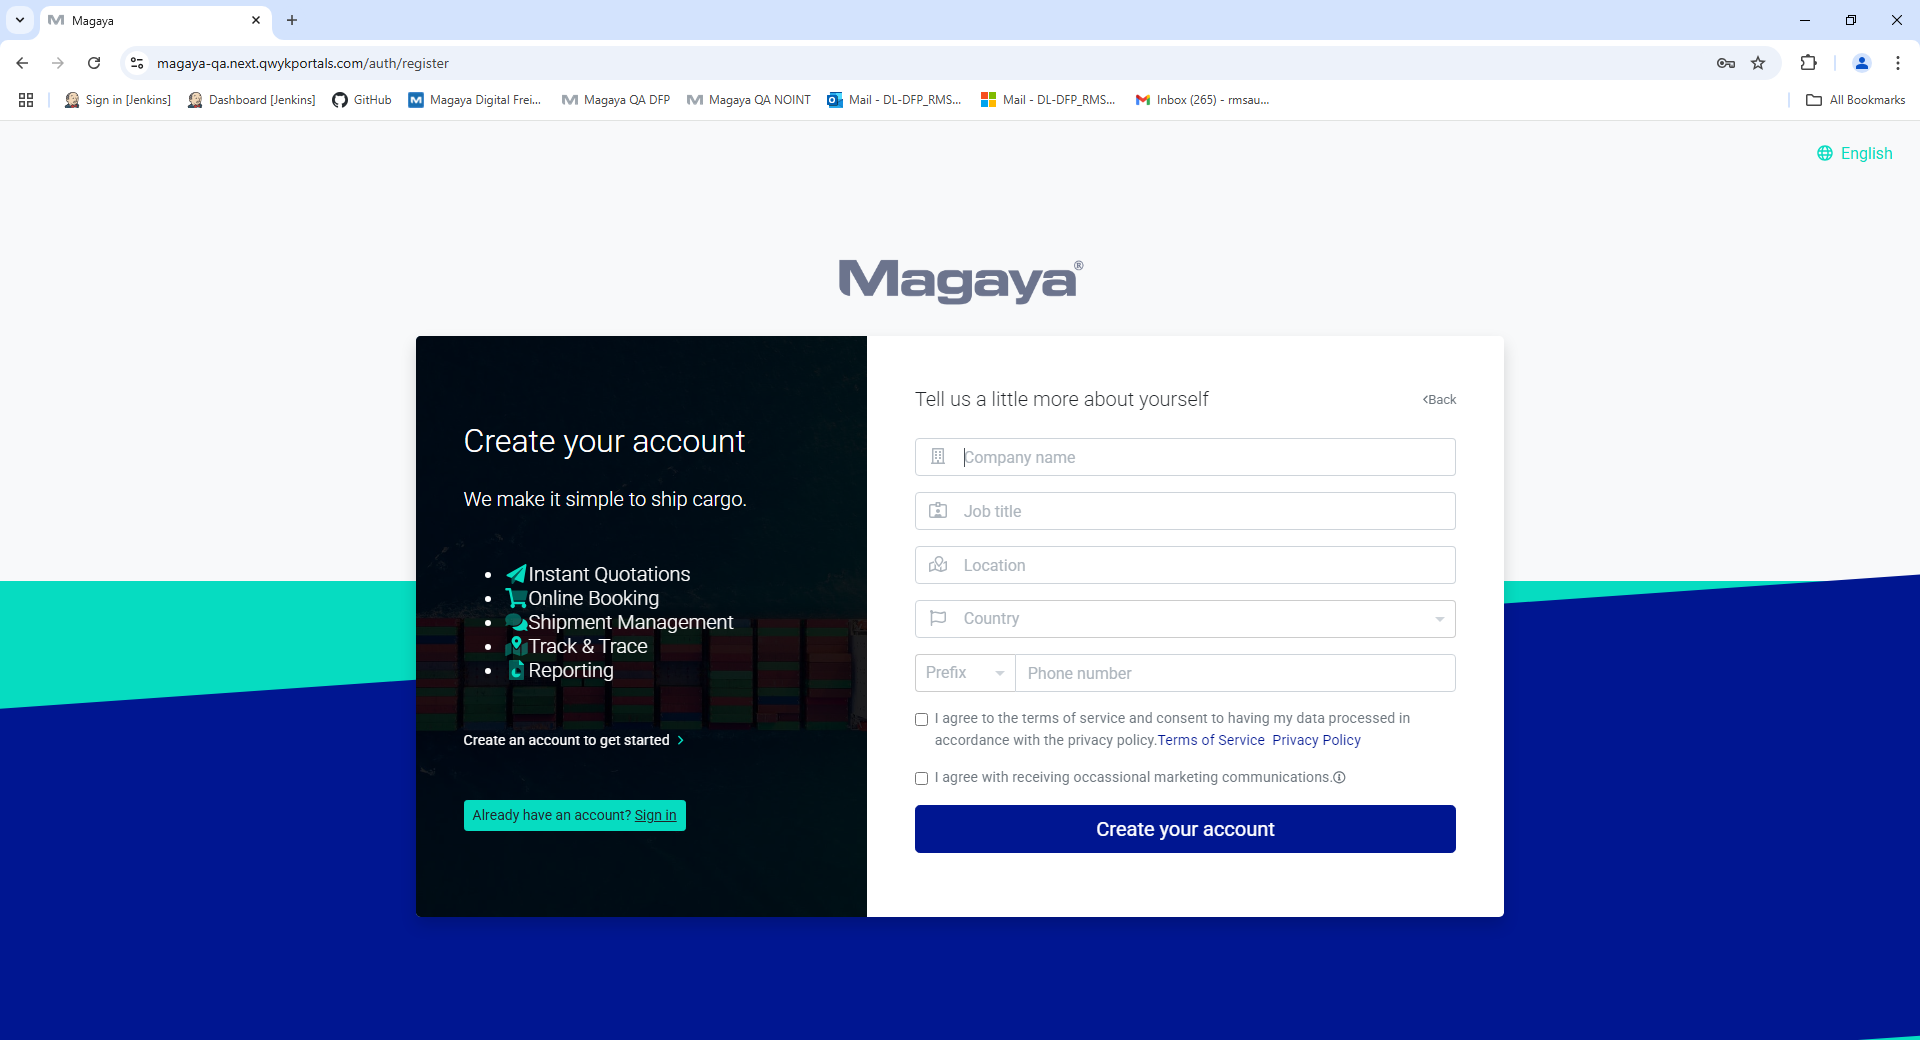 Magaya
magaya-qa.next.qwykportals.com/auth/register
Sign in [Jenkins]
Dashboard [Jenkins]
GitHub
Magaya Digital Frei...
Magaya QA DFP
Magaya QA NOINT
Mail - DL-DFP_RMS...
Mail - DL-DFP_RMS...
Inbox (265) - rmsau...
All Bookmarks
English
Magaya®
Create your account
We make it simple to ship cargo.
Instant Quotations
Online Booking
Shipment Management
Track & Trace
Reporting
Create an account to get started
Already have an account? Sign in
Tell us a little more about yourself
Back
Company name
Job title
Location
Country
Prefix
Phone number
I agree to the terms of service and consent to having my data processed in
accordance with the privacy policy.Terms of Service Privacy Policy
I agree with receiving occassional marketing communications.
Create your account